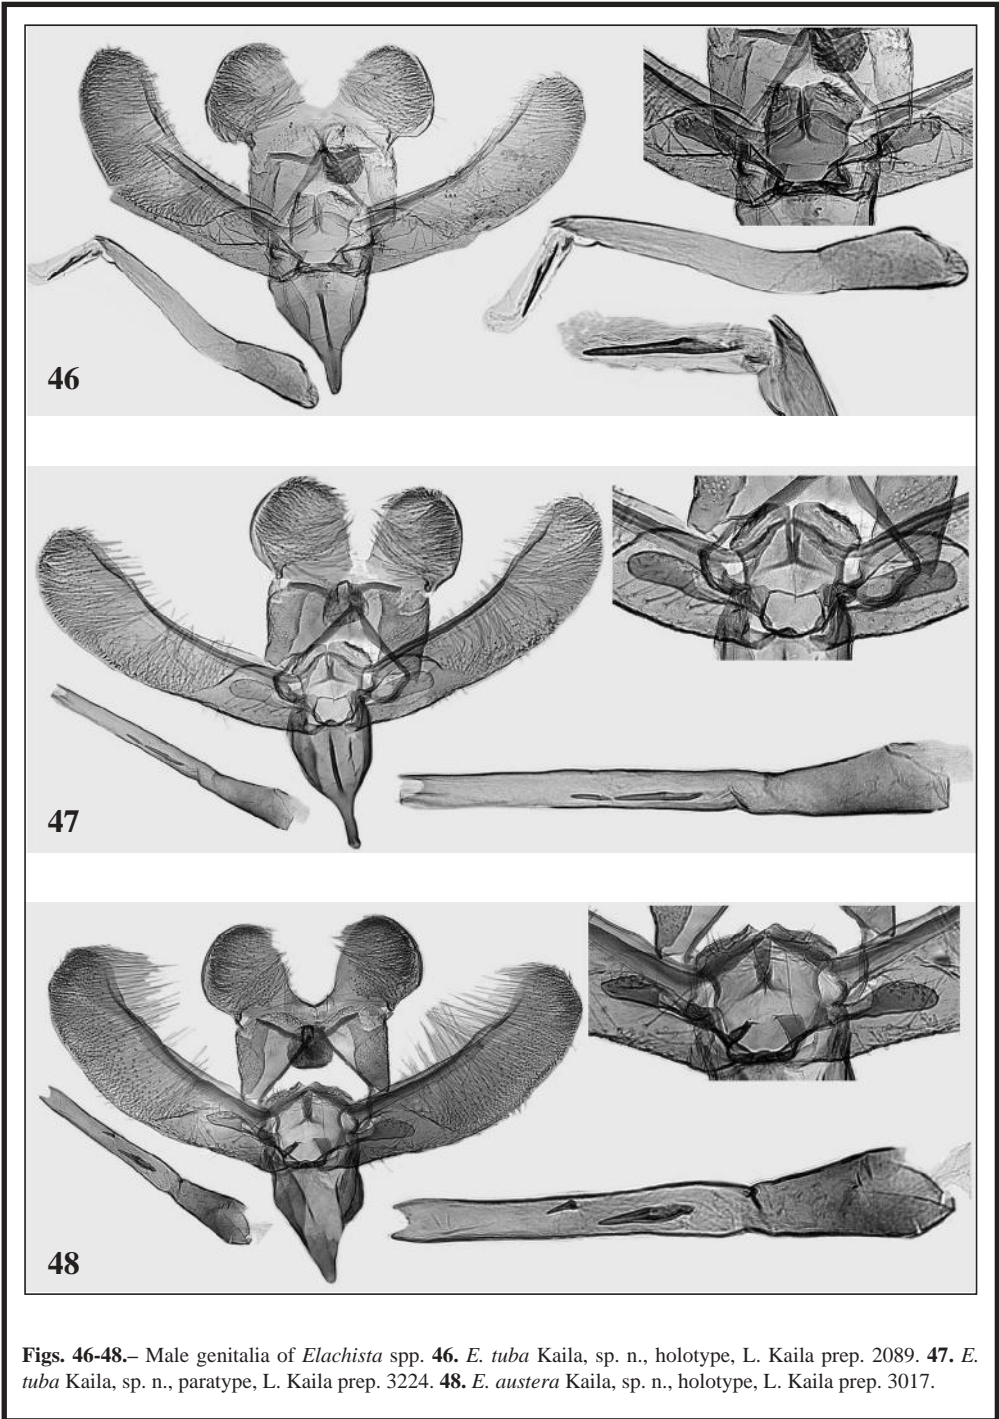 46
47
48
Figs. 46-48.– Male genitalia of Elachista spp. 46. E. tuba Kaila, sp. n., holotype, L. Kaila prep. 2089. 47. E.
tuba Kaila, sp. n., paratype, L. Kaila prep. 3224. 48. E. austera Kaila, sp. n., holotype, L. Kaila prep. 3017.